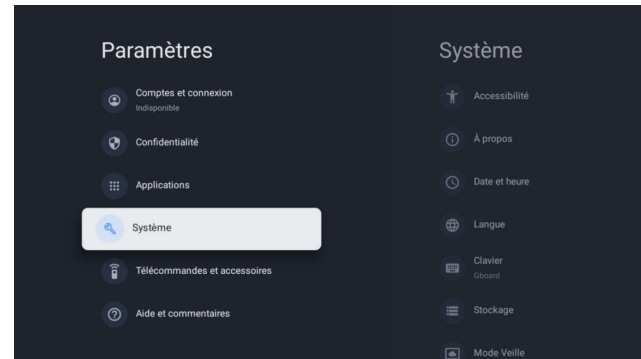 Paramètres
Comptes et connexion
Indisponible
Confidentialité
Applications
Système
Télécommandes et accessoires
Aide et commentaires
Système
Accessibilité
À propos
Date et heure
Langue
Clavier
Gboard
Stockage
Mode Veille